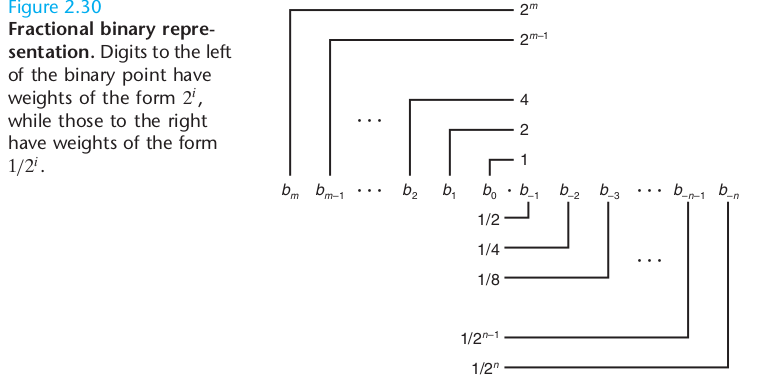 Figure 2.30
Fractional binary repre-
sentation. Digits to the left
of the binary point have
weights of the form 2^i,
while those to the right
have weights of the form
1/2^i.
2^m
2^{m–1}
4
2
1
b_m b_{m–1} · · · b_2 b_1 b_0 · b_{–1} b_{–2} b_{–3} · · · b_{–n–1} b_{–n}
1/2
1/4
1/8
1/2^{n–1}
1/2^n